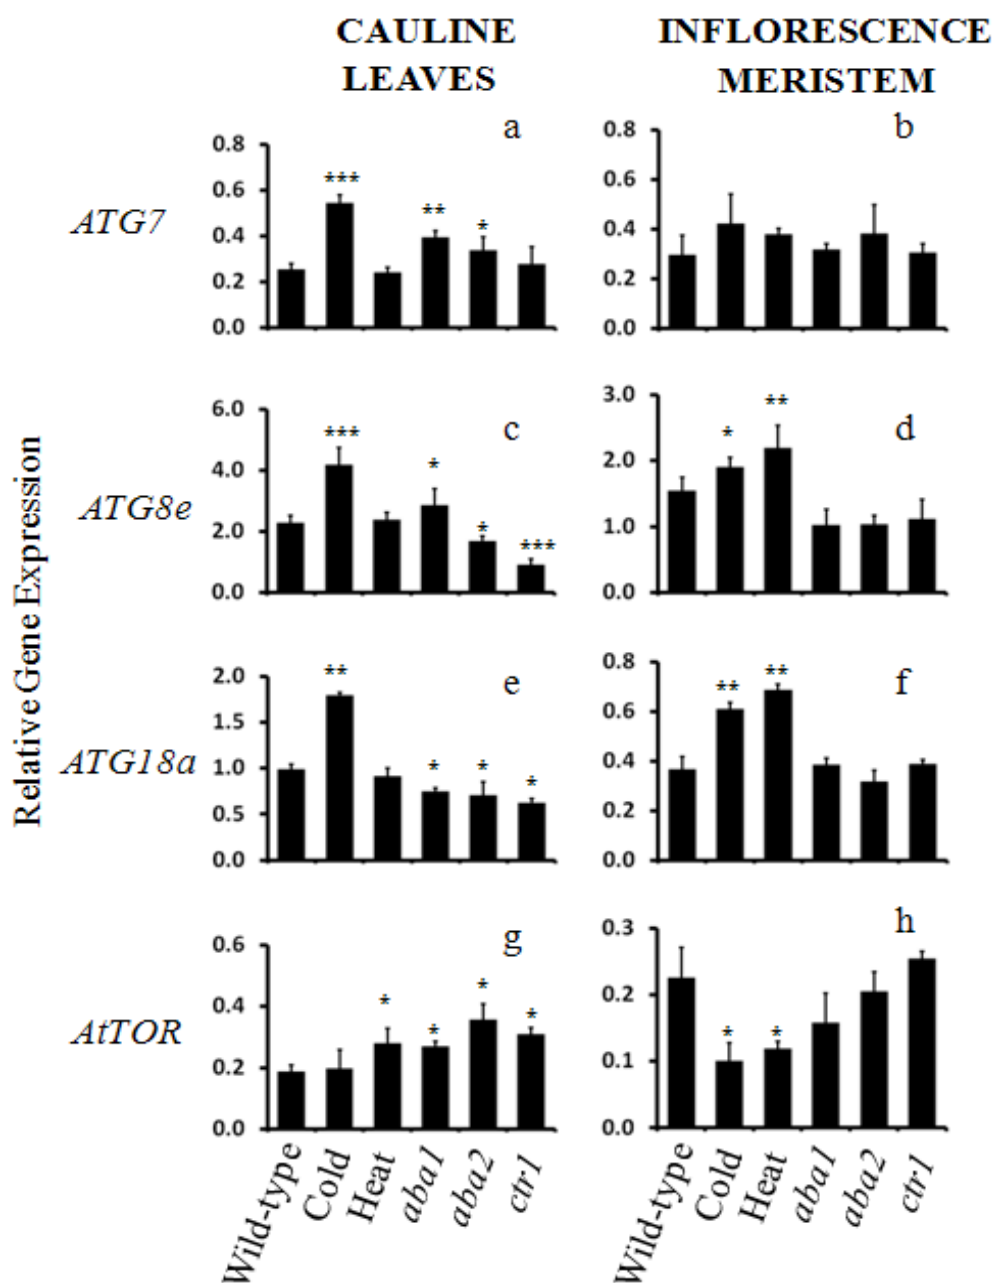 CAULINE
LEAVES
INFLORESCENCE
MERISTEM
Relative Gene Expression
ATG7
a
0.8
0.6
0.4
0.2
0.0
***
**
*
b
0.8
0.6
0.4
0.2
0.0
ATG8e
c
6.0
4.0
2.0
0.0
***
*
*
***
d
3.0
2.0
1.0
0.0
*
**
ATG18a
e
2.0
1.5
1.0
0.5
0.0
**
*
*
*
f
0.8
0.6
0.4
0.2
0.0
**
**
AtTOR
g
0.6
0.4
0.2
0.0
*
*
*
*
h
0.3
0.2
0.1
0.0
*
*
Wild-type
Cold
Heat
aba1
aba2
ctr1
Wild-type
Cold
Heat
aba1
aba2
ctr1